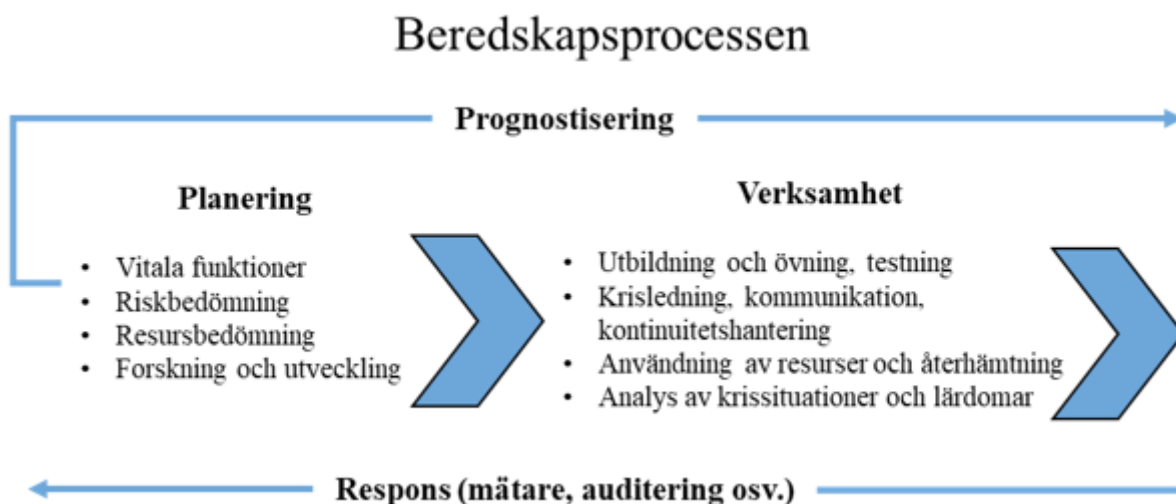 Beredskapsprocessen
Prognostisering
Planering
• Vitala funktioner
• Riskbedömning
• Resursbedömning
• Forskning och utveckling
Verksamhet
• Utbildning och övning, testning
• Krisledning, kommunikation,
kontinuitetshantering
• Användning av resurser och återhämtning
• Analys av krissituationer och lärdomar
Respons (mätare, auditering osv.)